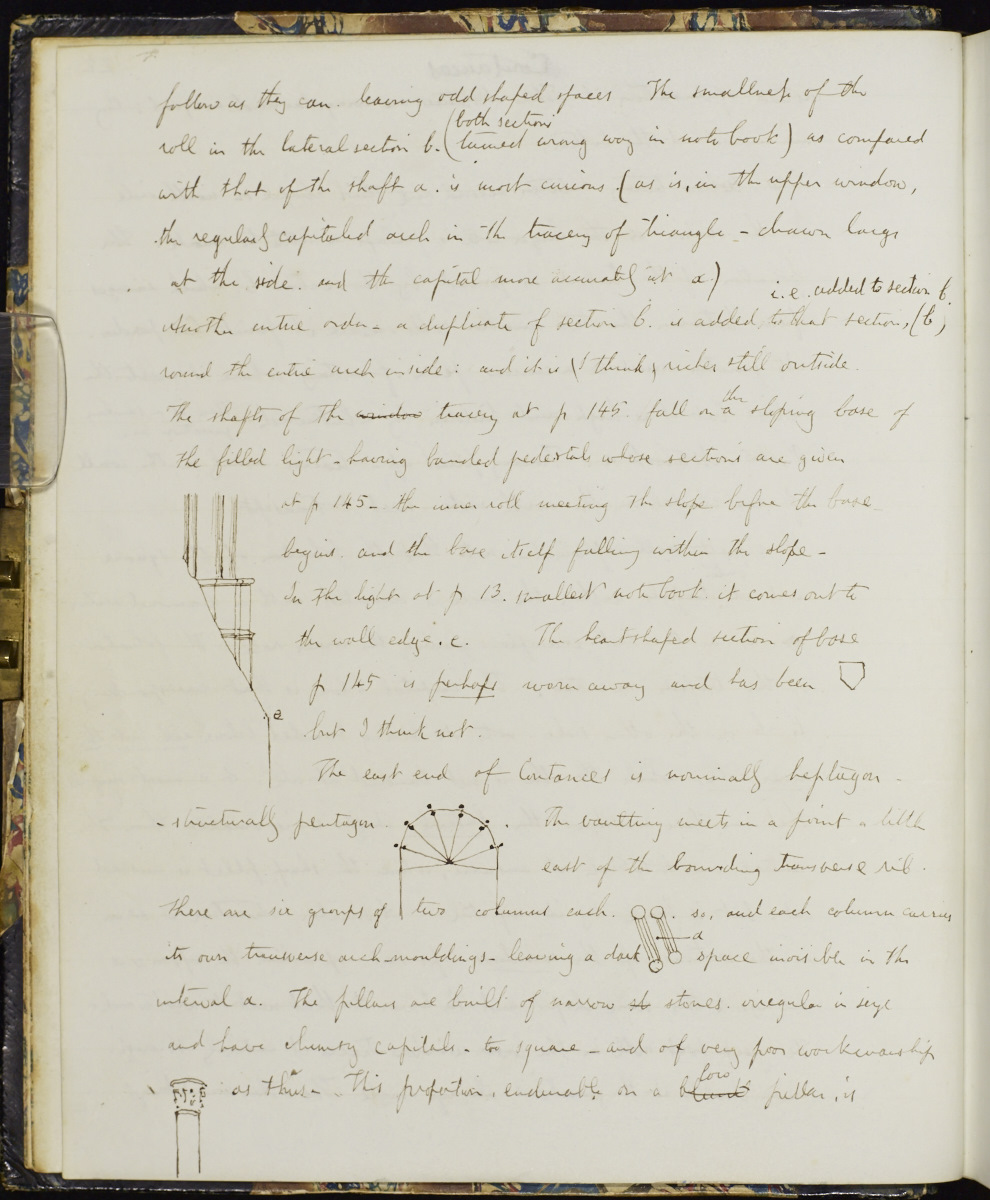 follow as they can. leaving odd shaped spaces The smallness of the
roll in the lateral section b. (both sections turned wrong way in note book) as compared
with that of the shaft a. is most curious. (as is, in the upper window,
the regularly capitaled arch in the tracery of triangle - drawn large
at the side. and the capital more accurately at x.)
i.e. added to section b.
Another entire order - a duplicate of section b. is added, to that section, (b,)
round the entire arch inside: and it is (I think) richer still outside.
The shafts of the window tracery at p 145. fall on a the sloping base of
the filled light - having banded pedestals whose sections are given
at p 145 - the inner roll meeting the slope before the base
begins. and the base itself falling within the slope -
In the light at p 13. smallest note book. it comes out to
the wall edge. c. The heartshaped section of base
p 145 is perhaps worn away and has been
but I think not.
a
The east end of Coutances is nominally heptagon -
- structurally pentagon. The vaulting meets in a point a little
east of the bounding transverse rib.
There are six groups of two columns each. so, and each column carries
a
its own transverse arch-mouldings - leaving a dark space invisible in the
interval a. The pillars are built of narrow st stones. irregular in size
and have clumsy capitals - too square - and of very poor workmanship
as thus - This proportion, endurable on a blunt low pillar, is